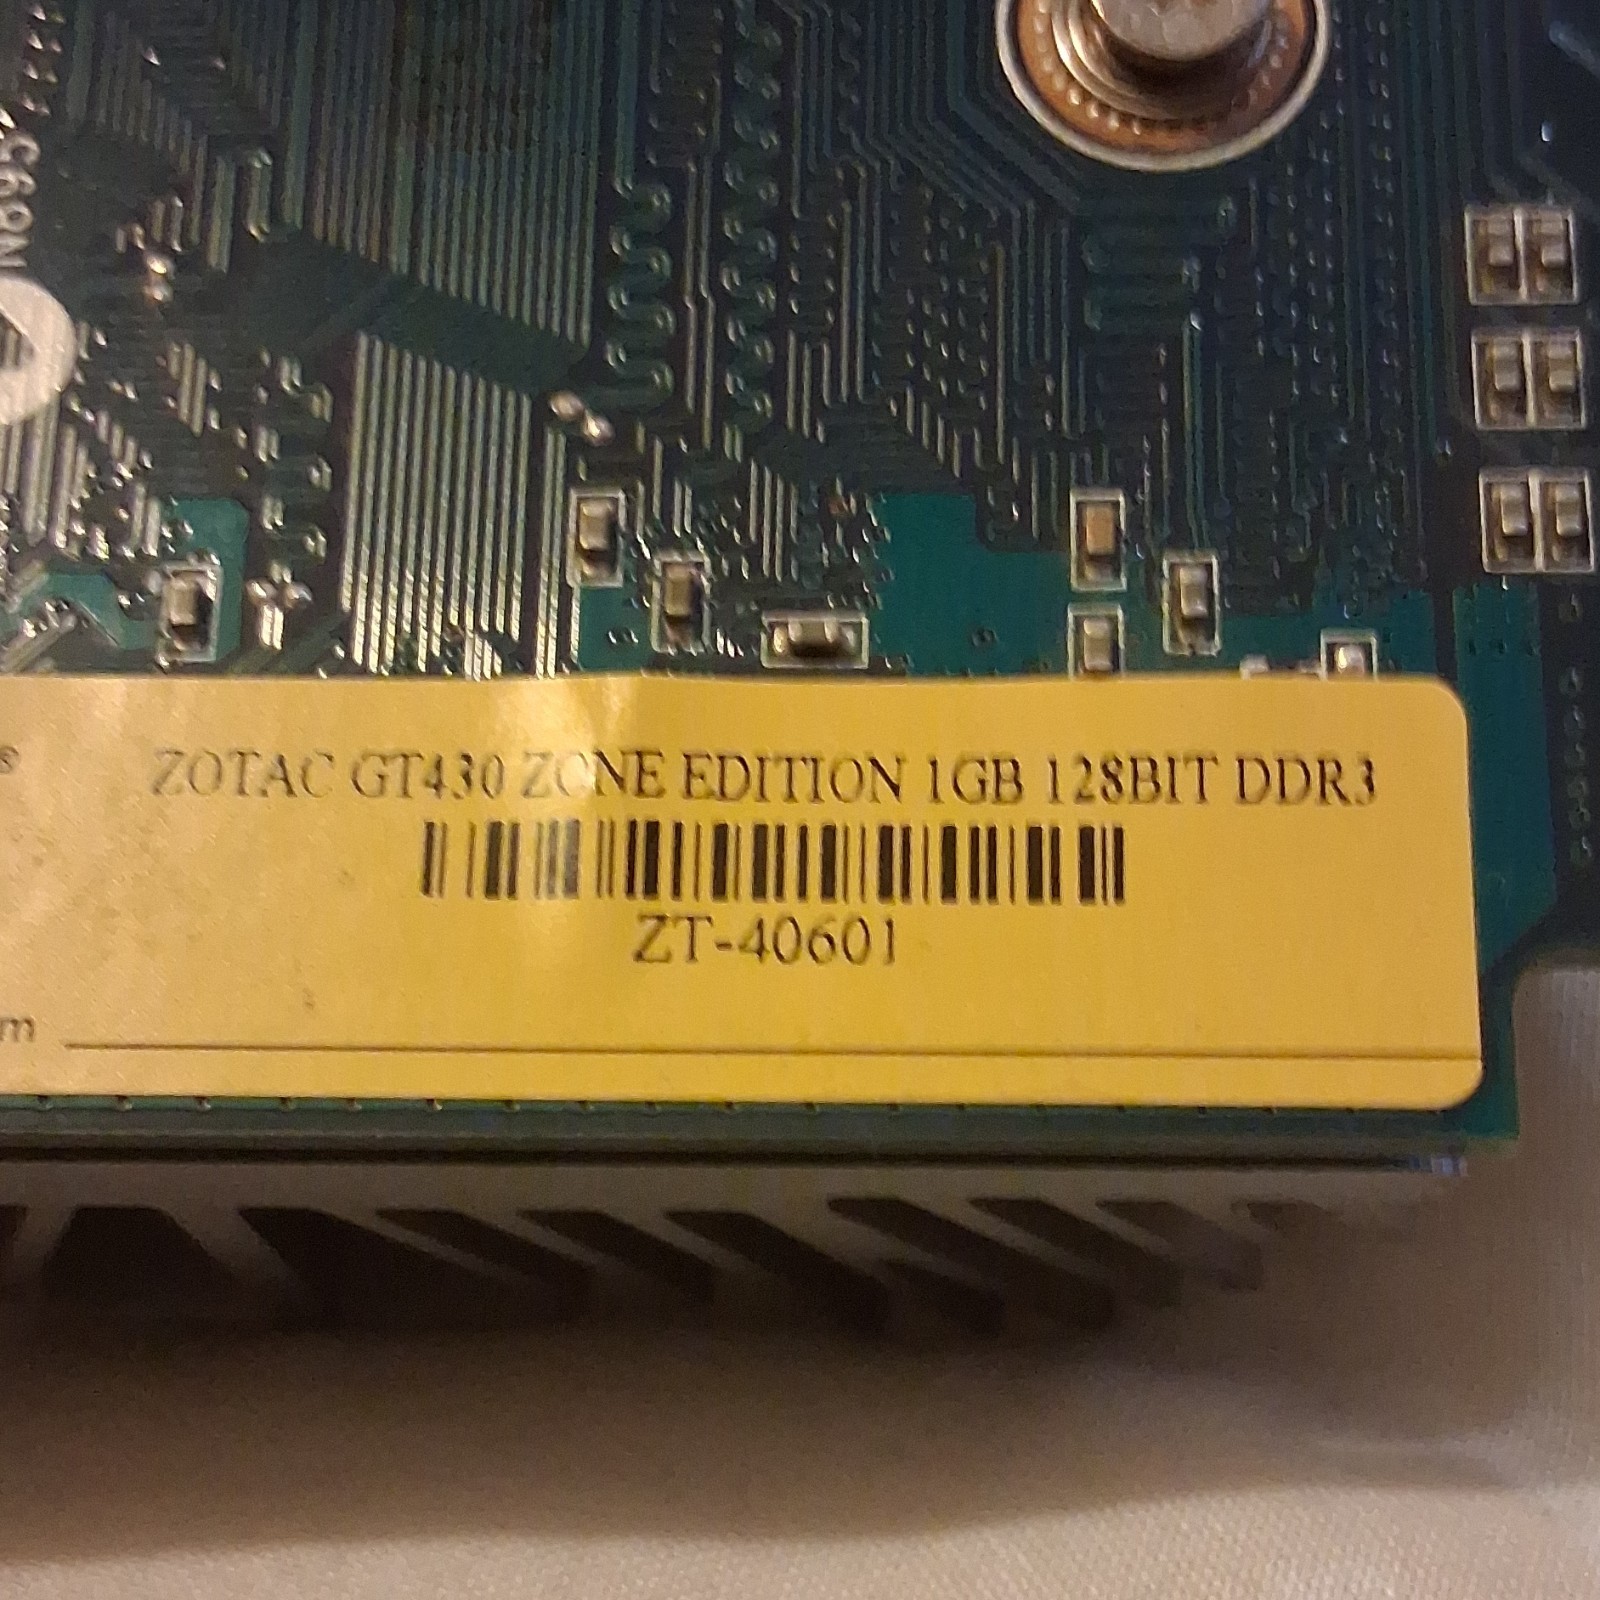 ZOTAC GT430 ZONE EDITION 1GB 128BIT DDR3
ZT-40601